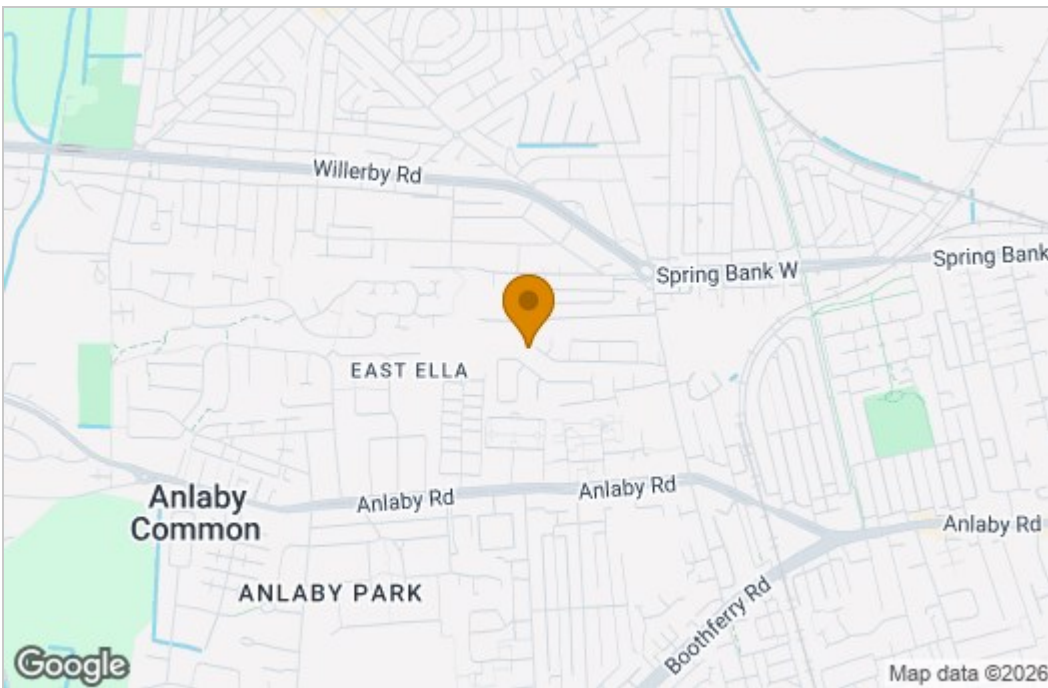 Willerby Rd
Spring Bank W
Spring Bank
EAST ELLA
Anlaby
Common
Anlaby Rd
Anlaby Rd
Anlaby Rd
ANLABY PARK
Boothferry Rd
Google
Map data ©2026